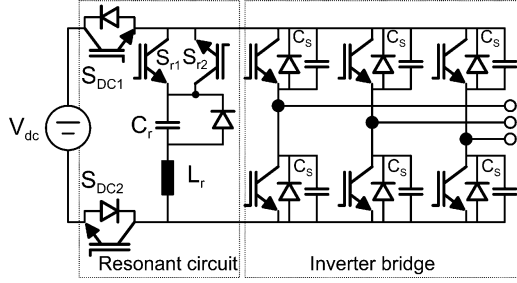 S_DC1
S_r1 S_r2
C_S C_S C_S
V_dc
C_r
S_DC2
L_r
C_S C_S C_S
Resonant circuit Inverter bridge